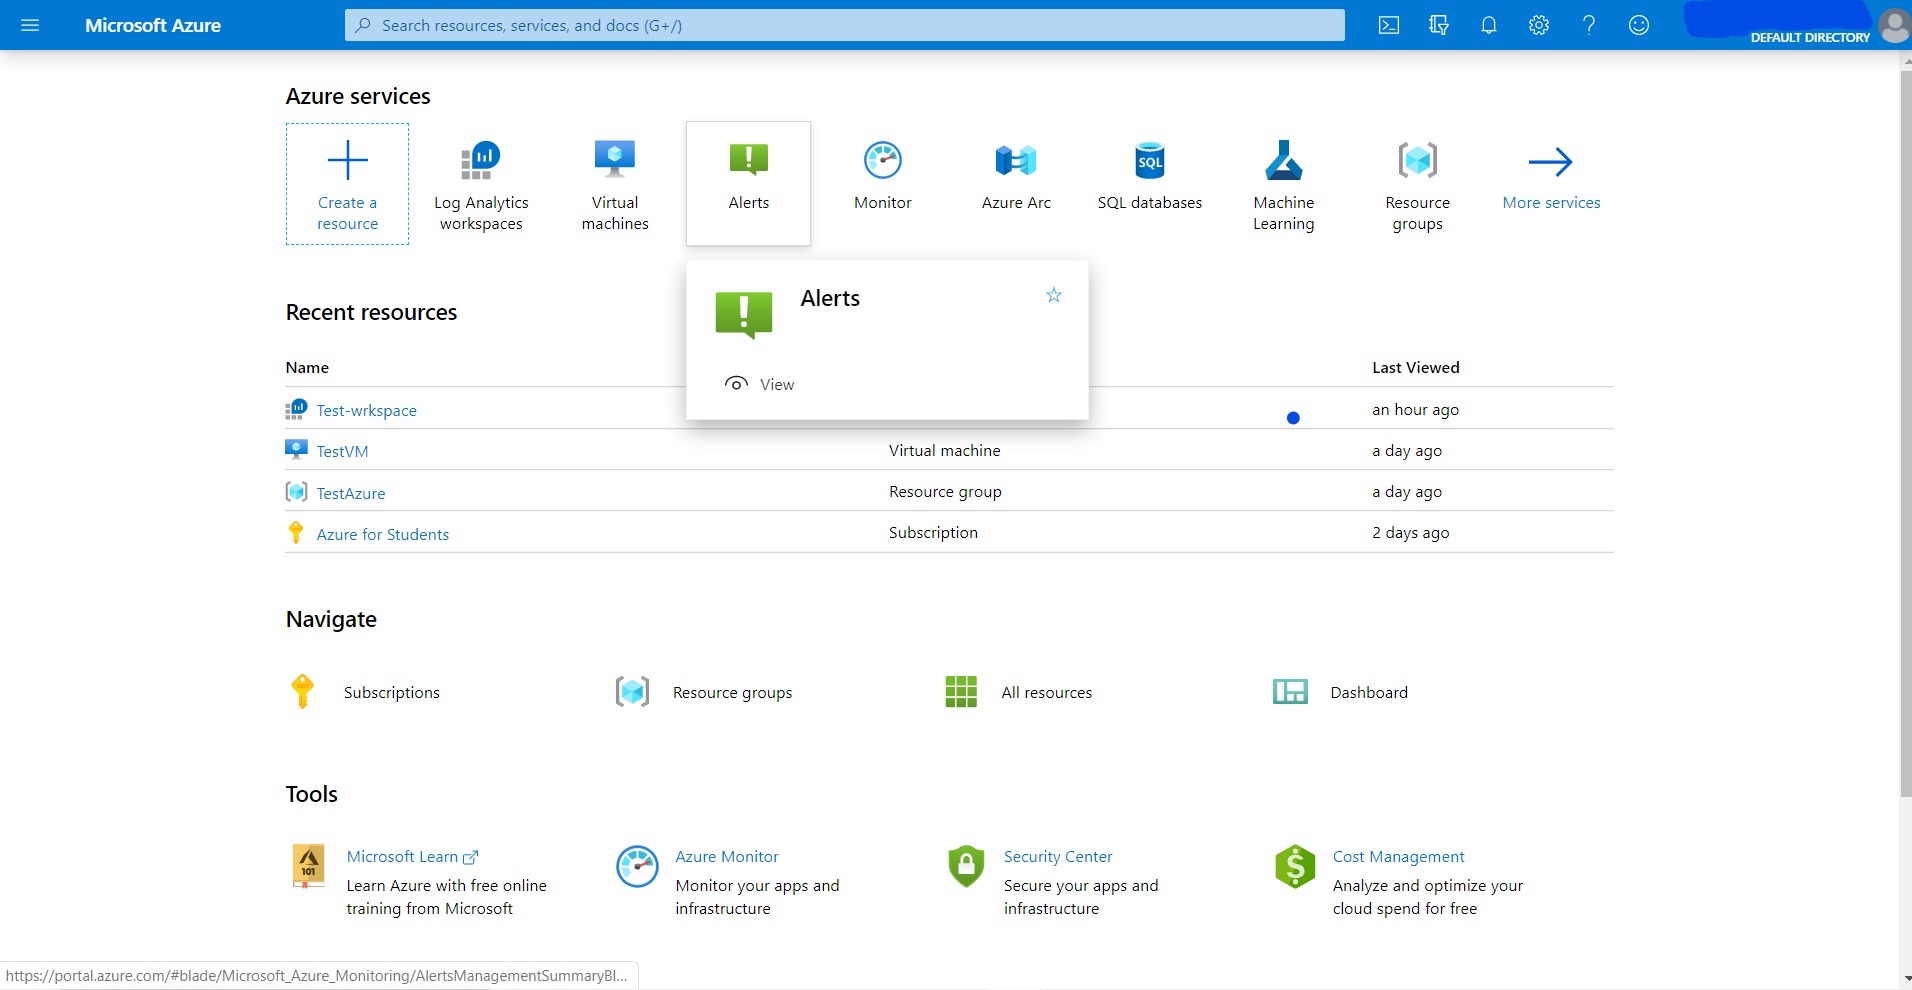 Microsoft Azure
Search resources, services, and docs (G+/)
DEFAULT DIRECTORY
Azure services
Create a
resource
Log Analytics
workspaces
Virtual
machines
Alerts
Monitor
Azure Arc
SQL
SQL databases
Machine
Learning
Resource
groups
More services
Alerts
View
Recent resources
Name
Last Viewed
Test-wrkspace
an hour ago
TestVM
Virtual machine
a day ago
TestAzure
Resource group
a day ago
Azure for Students
Subscription
2 days ago
Navigate
Subscriptions
Resource groups
All resources
Dashboard
Tools
101
Microsoft Learn
Learn Azure with free online
training from Microsoft
Azure Monitor
Monitor your apps and
infrastructure
Security Center
Secure your apps and
infrastructure
$
Cost Management
Analyze and optimize your
cloud spend for free
https://portal.azure.com/#blade/Microsoft_Azure_Monitoring/AlertsManagementSummaryBl...